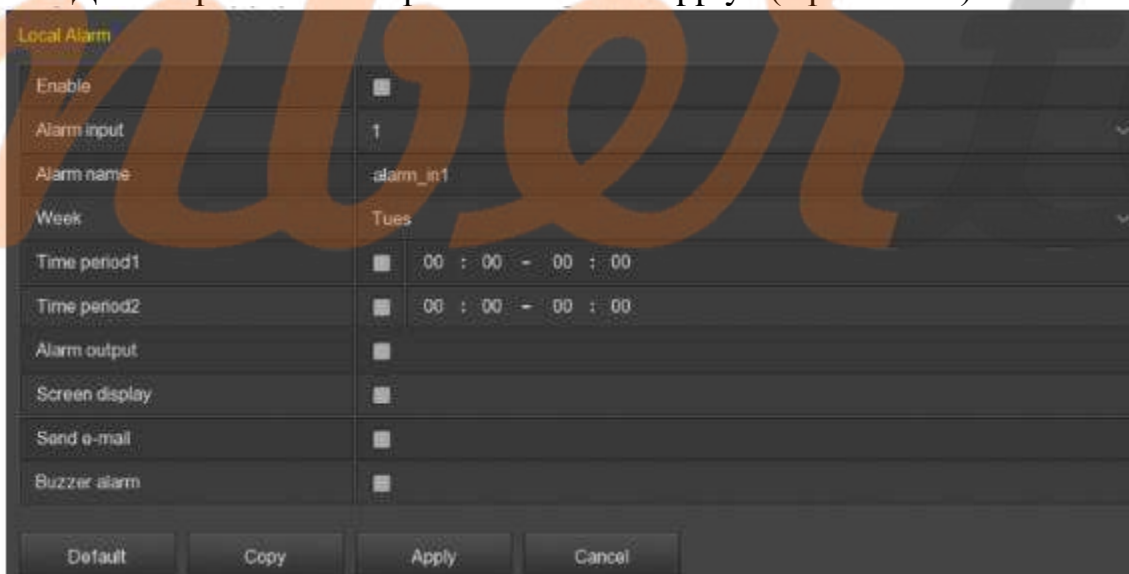 Local Alarm
Enable
Alarm input 1
Alarm name alarm_in1
Week Tues
Time period1 00 : 00 - 00 : 00
Time period2 00 : 00 - 00 : 00
Alarm output
Screen display
Send e-mail
Buzzer alarm
Default Copy Apply Cancel